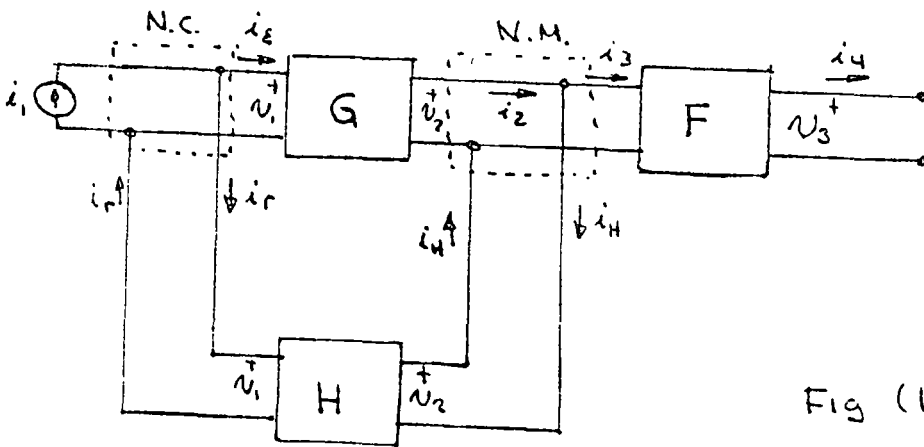 N.C.
iε
N.M.
i3
i4
i1
v1
+
G
v2
+
i2
F
v3
+
ir
ir
iH
iH
v1
+
H
v2
+
Fig (1